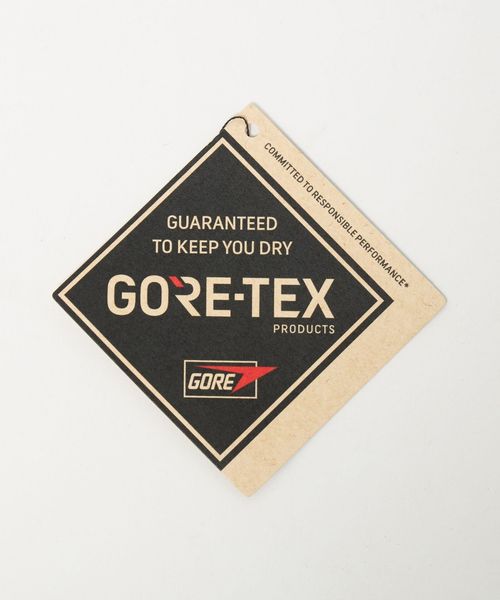 COMMITTED TO RESPONSIBLE PERFORMANCE®
GUARANTEED
TO KEEP YOU DRY
GORE-TEX
PRODUCTS
GORE